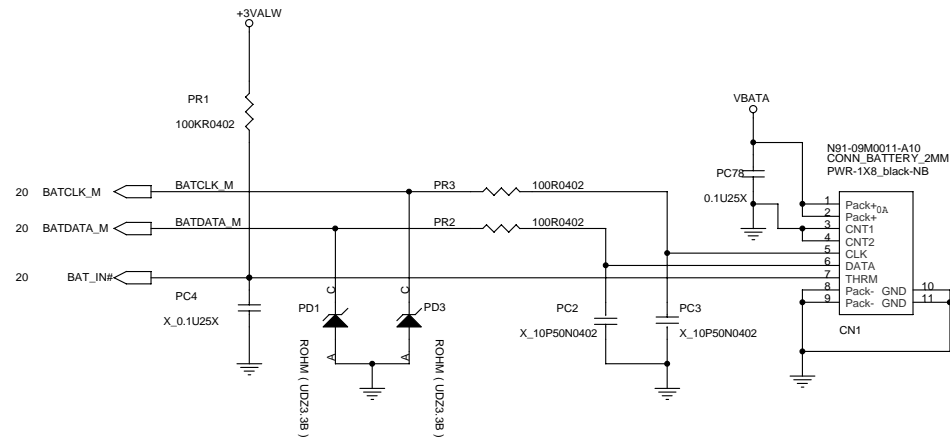 +3VALW
PR1
100KR0402
VBATA
N91-09M0011-A10
CONN_BATTERY_2MM
PWR-1X8_black-NB
PC78
0.1U25X
20 BATCLK_M BATCLK_M PR3 100R0402
20 BATDATA_M BATDATA_M PR2 100R0402
20 BAT_IN#
1 Pack+
0A
2 Pack+
3 CNT1
4 CNT2
5 CLK
6 DATA
7 THRM
8 Pack- GND 10
9 Pack- GND 11
CN1
PC4
X_0.1U25X
C
PD1
A
ROHM ( UDZ3.3B )
C
PD3
A
ROHM ( UDZ3.3B )
PC2
X_10P50N0402
PC3
X_10P50N0402